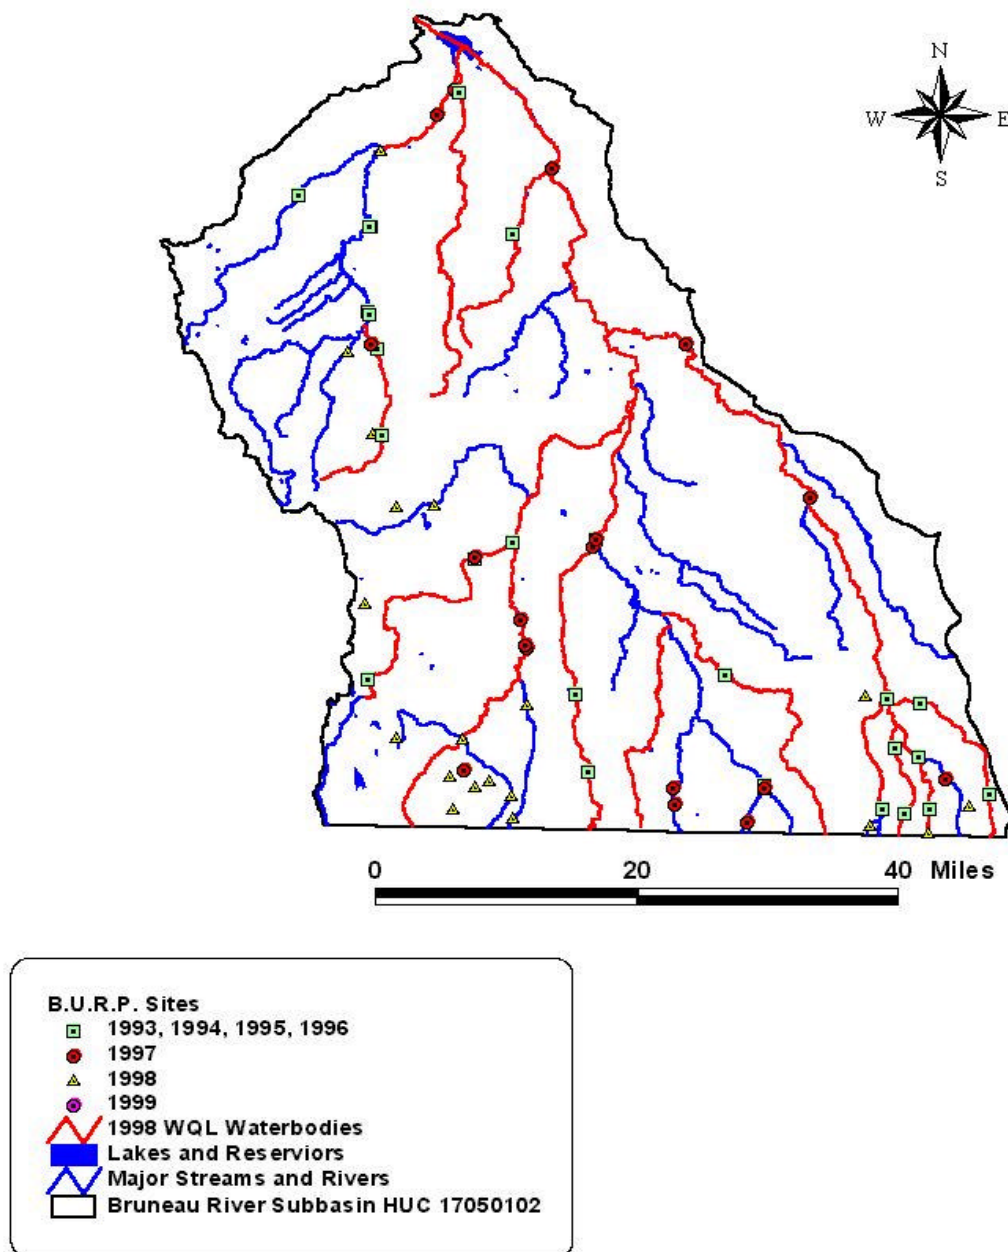 N
W E
S
0 20 40 Miles
B.U.R.P. Sites
1993, 1994, 1995, 1996
1997
1998
1999
1998 WQL Waterbodies
Lakes and Reserviors
Major Streams and Rivers
Bruneau River Subbasin HUC 17050102